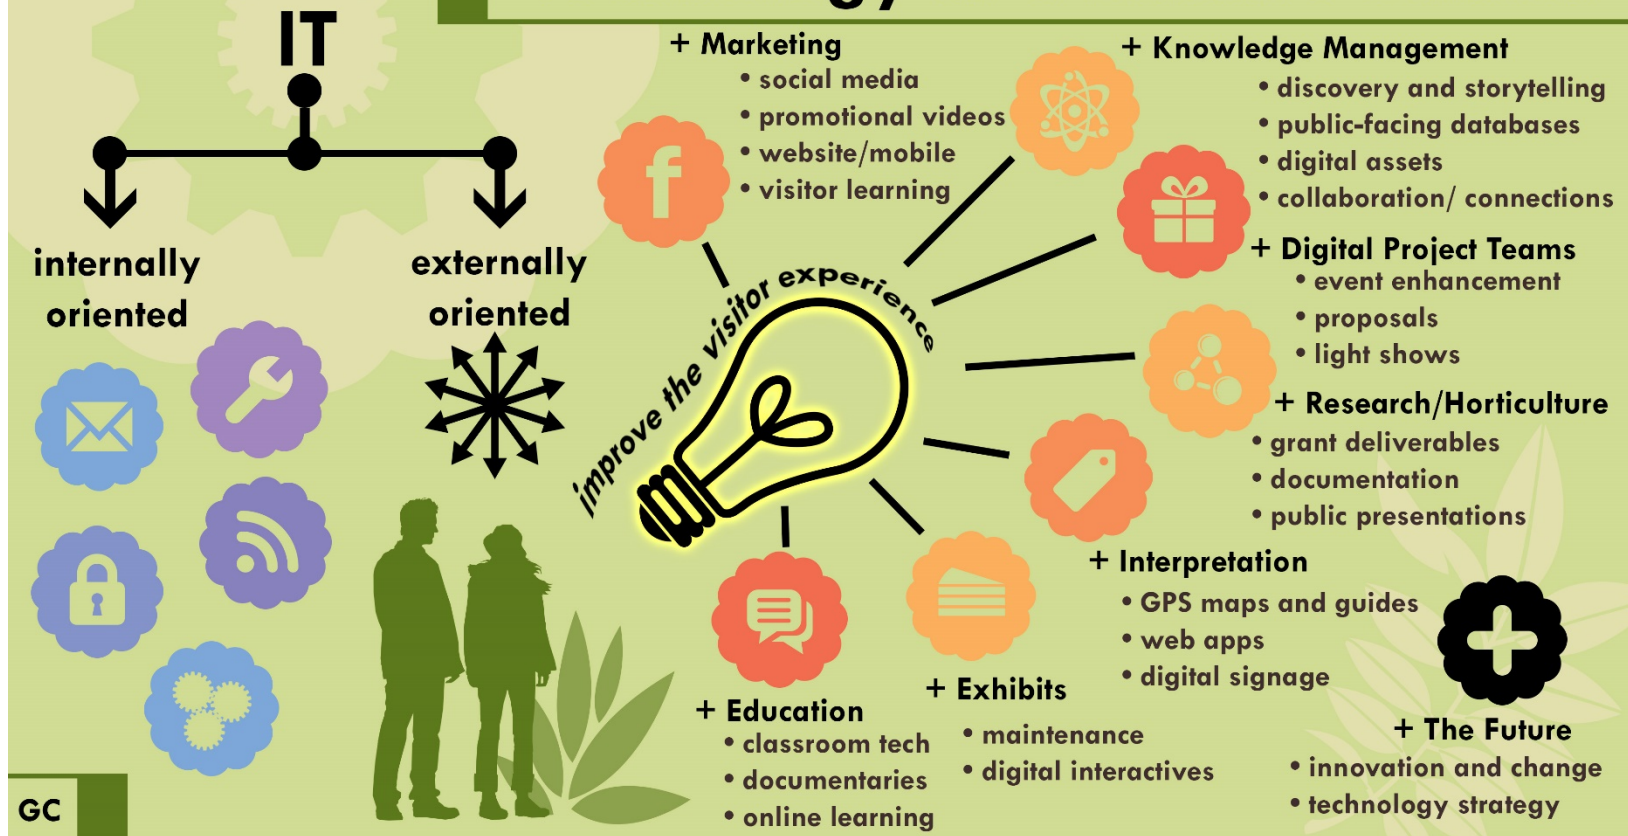 IT
internally
oriented
externally
oriented
improve the visitor experience
+ Marketing
• social media
• promotional videos
• website/mobile
• visitor learning
+ Knowledge Management
• discovery and storytelling
• public-facing databases
• digital assets
• collaboration/ connections
+ Digital Project Teams
• event enhancement
• proposals
• light shows
+ Research/Horticulture
• grant deliverables
• documentation
• public presentations
+ Interpretation
• GPS maps and guides
• web apps
• digital signage
+ Exhibits
• maintenance
• digital interactives
+ Education
• classroom tech
• documentaries
• online learning
+ The Future
• innovation and change
• technology strategy
GC